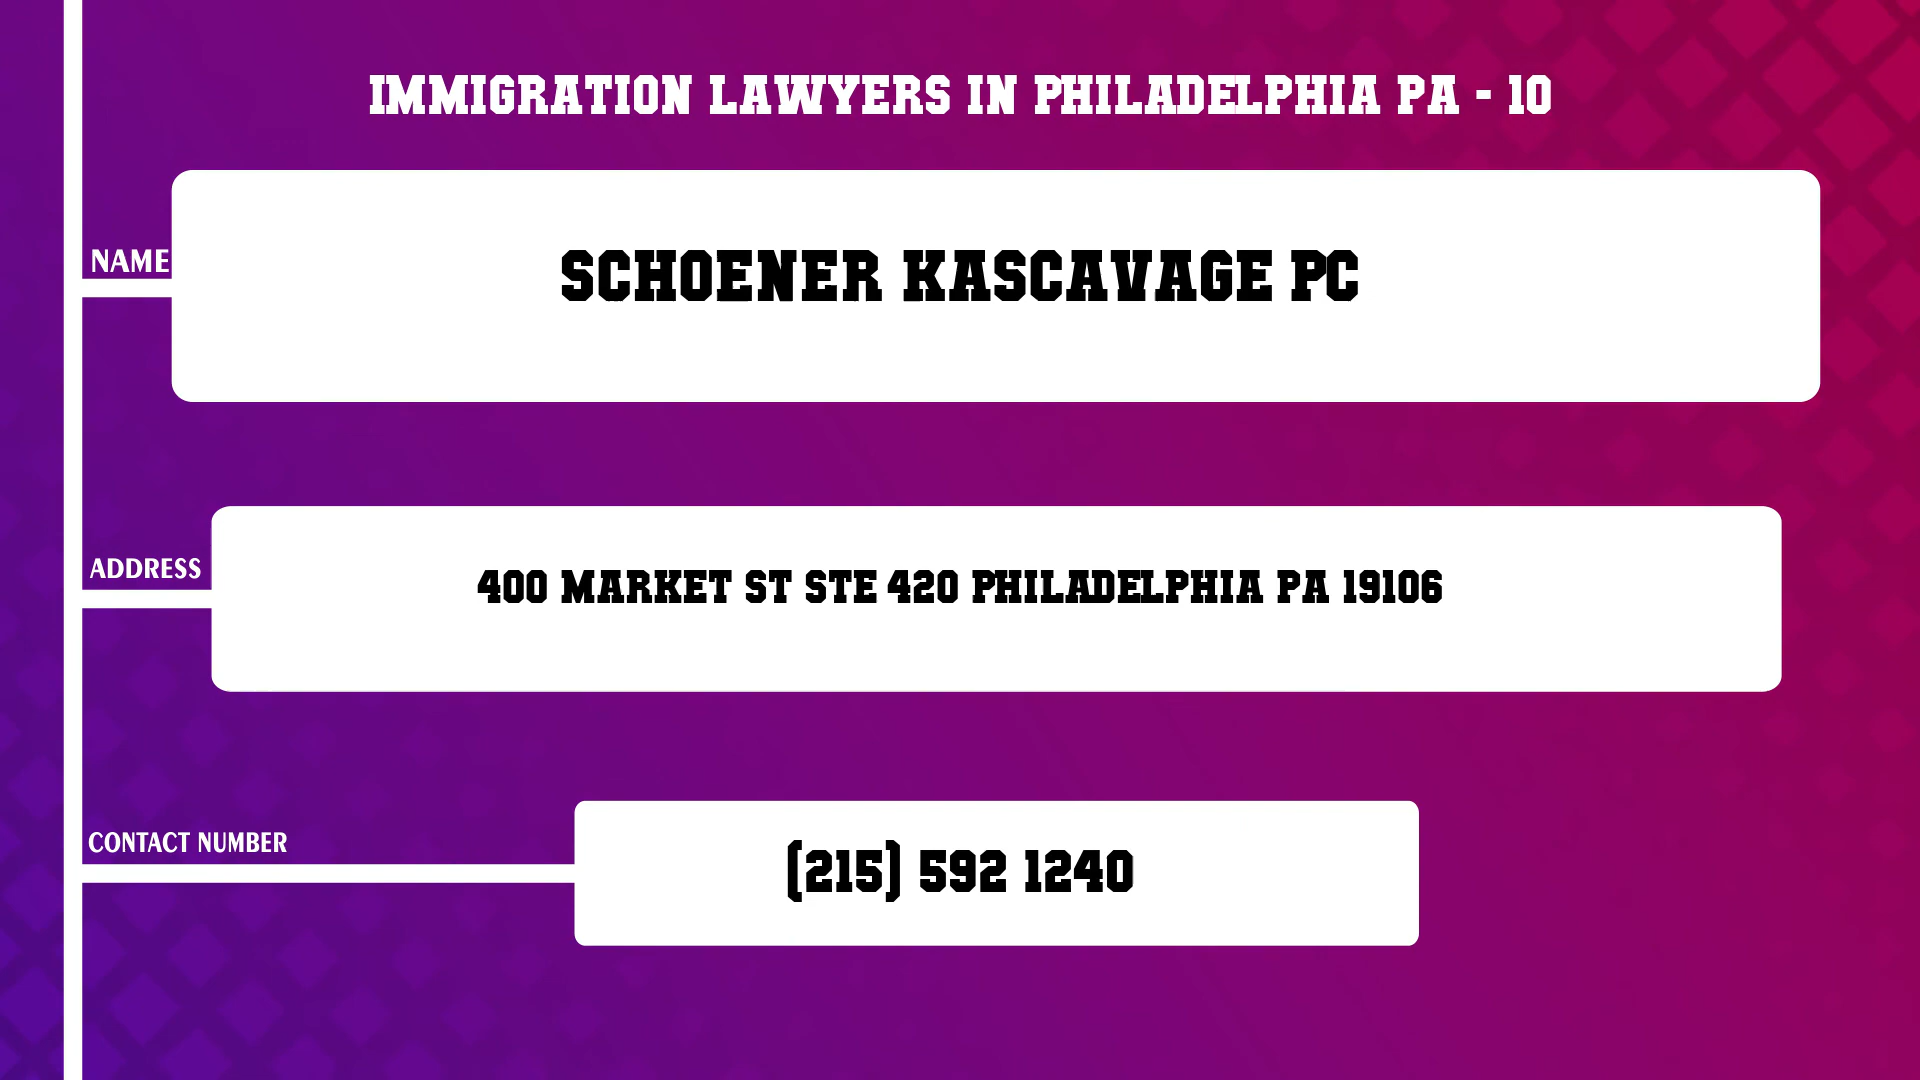 IMMIGRATION LAWYERS IN PHILADELPHIA PA - 10
NAME
SCHOENER KASCAVAGE PC
ADDRESS
400 MARKET ST STE 420 PHILADELPHIA PA 19106
CONTACT NUMBER
(215) 592 1240